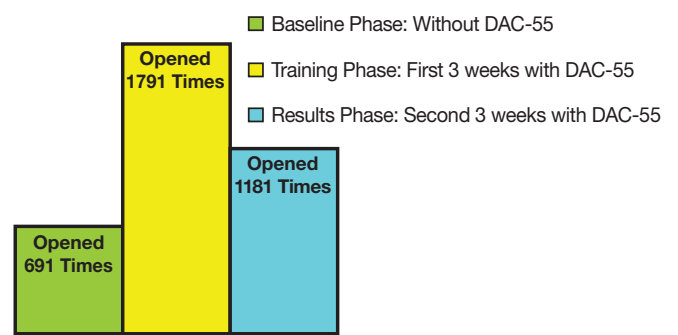 Baseline Phase: Without DAC-55
Training Phase: First 3 weeks with DAC-55
Results Phase: Second 3 weeks with DAC-55
Opened
691 Times
Opened
1791 Times
Opened
1181 Times